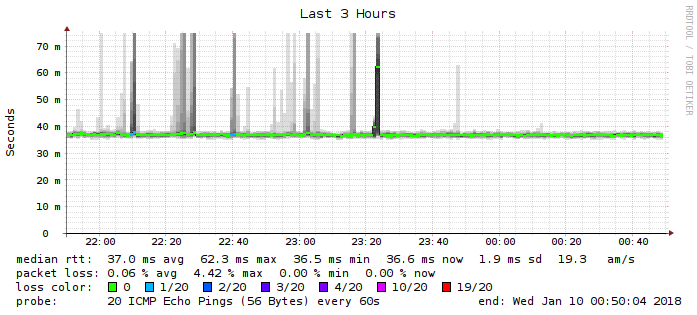 Last 3 Hours
RRDTOOL / TOBI OETIKER
Seconds
70 m
60 m
50 m
40 m
30 m
20 m
10 m
0
22:00 22:20 22:40 23:00 23:20 23:40 00:00 00:20 00:40
median rtt: 37.0 ms avg 62.3 ms max 36.5 ms min 36.6 ms now 1.9 ms sd 19.3 am/s
packet loss: 0.06 % avg 4.42 % max 0.00 % min 0.00 % now
loss color: 0 1/20 2/20 3/20 4/20 10/20 19/20
probe: 20 ICMP Echo Pings (56 Bytes) every 60s end: Wed Jan 10 00:50:04 2018